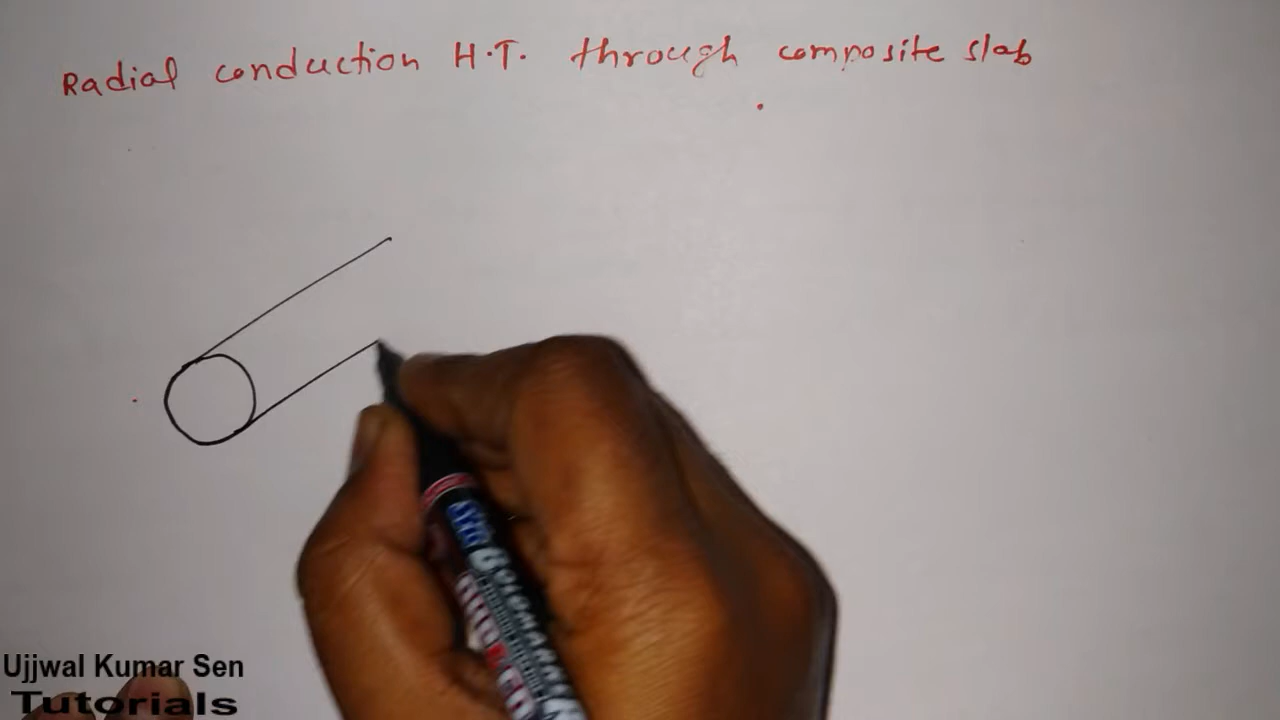 Radial conduction H.T. through composite slab
Ujjwal Kumar Sen
Tutorials